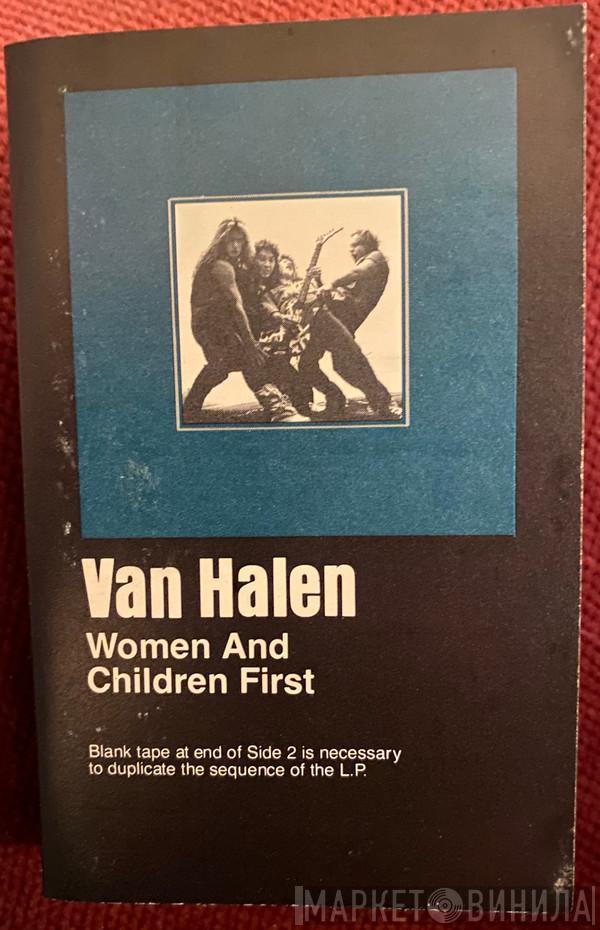 Van Halen
Women And
Children First
Blank tape at end of Side 2 is necessary
to duplicate the sequence of the L.P.
МАРКЕТ ВИНИЛА